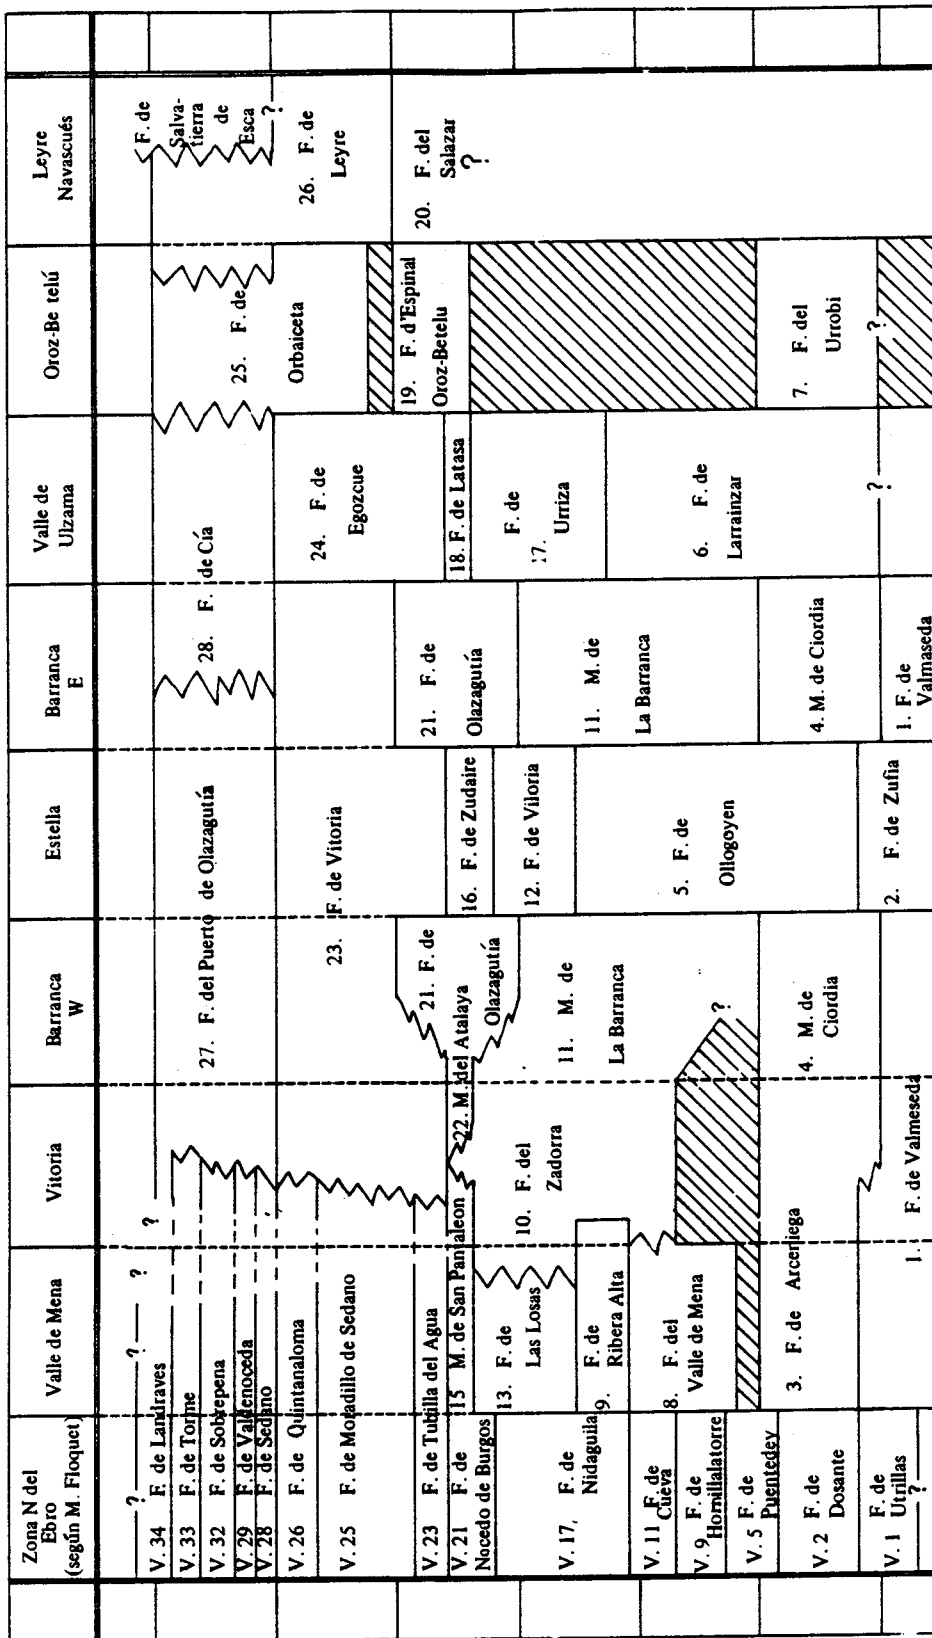 Zona N del
Ebro
(según M. Floquet)
Valle de Mena
Vitoria
Barranca
W
Estella
Barranca
E
Valle de
Ulzama
Oroz-Be telú
Leyre
Navascués
?
V. 34 F. de Landraves
V. 33 F. de Torme
V. 32 F. de Sobrepena
V. 29 F. de Valdenoceda
V. 28 F. de Sedano
V. 26 F. de Quintanaloma
V. 25 F. de Moradillo de Sedano
V. 23 F. de Tubilla del Agua
V. 21 F. de
Nocedo de Burgos
V. 17, F. de
Nidaguila
V. 11 F. de
Cueva
V. 9 F. de
Hornillalatorre
V. 5 F. de
Puentedey
V. 2 F. de
Dosante
V. 1 F. de
Utrillas
?
?
?
?
15 M. de San Pantaleon
13. F. de
Las Losas
9. F. de
Ribera Alta
8. F. del
Valle de Mena
3. F. de Arceniega
1. F. de Valmeseda
10. F. del
Zadorra
22. M. del Atalaya
27. F. del Puerto de Olazagutía
21. F. de
Olazagutía
11. M. de
La Barranca
?
4. M. de
Ciordia
23. F. de Vitoria
16. F. de Zudaire
12. F. de Viloria
5. F. de
Ollogoyen
2. F. de Zufia
28. F. de Cía
21. F. de
Olazagutía
11. M. de
La Barranca
4. M. de Ciordia
1. F. de
Valmaseda
24. F. de
Egozcue
18. F. de Latasa
17. F. de
Urriza
6. F. de
Larrainzar
?
25. F. de
Orbaiceta
19. F. d'Espinal
Oroz-Betelu
7. F. del
Urrobi
?
F. de
Salva-
tierra
de
Esca
?
26. F. de
Leyre
20. F. del
Salazar
?